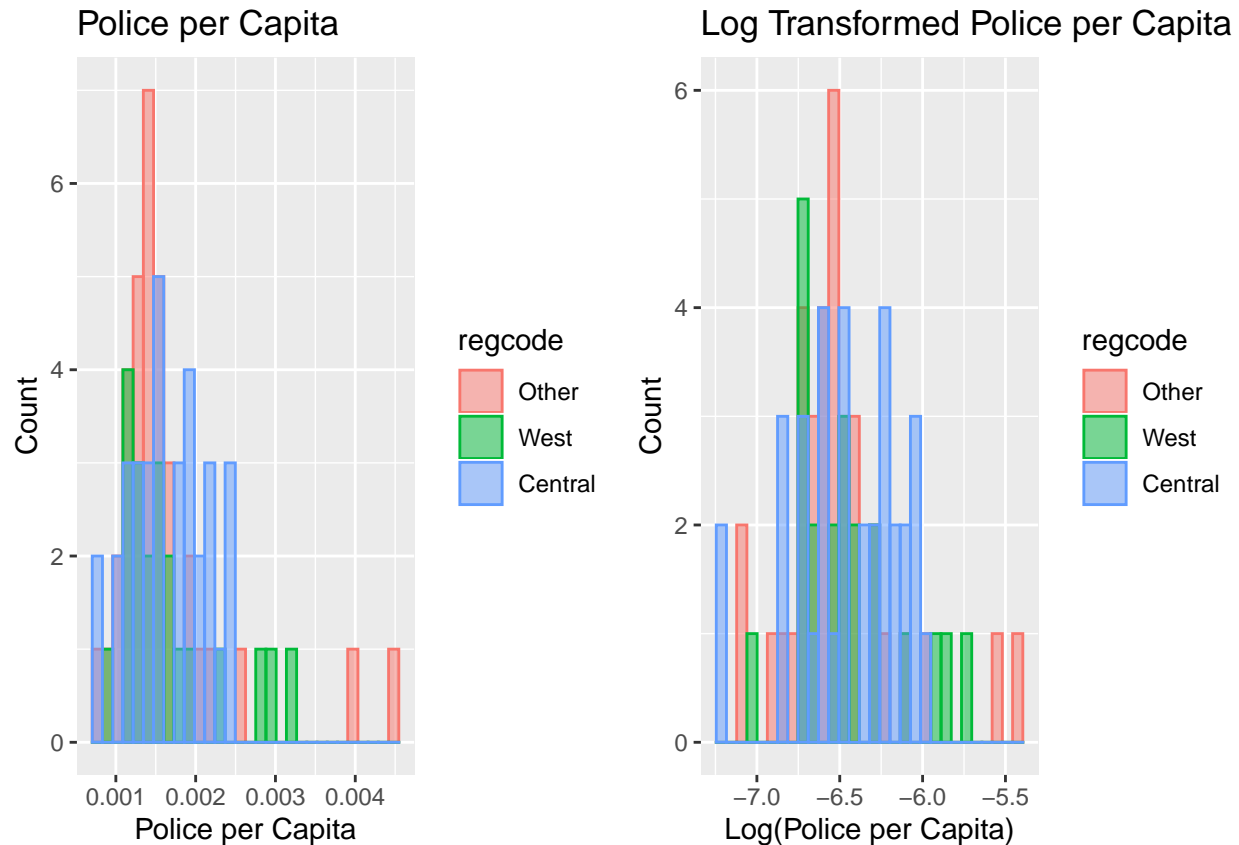 Police per Capita
Log Transformed Police per Capita
Count
6
4
2
0
0.001 0.002 0.003 0.004
Police per Capita
regcode
Other
West
Central
Count
6
4
2
0
−7.0 −6.5 −6.0 −5.5
Log(Police per Capita)
regcode
Other
West
Central